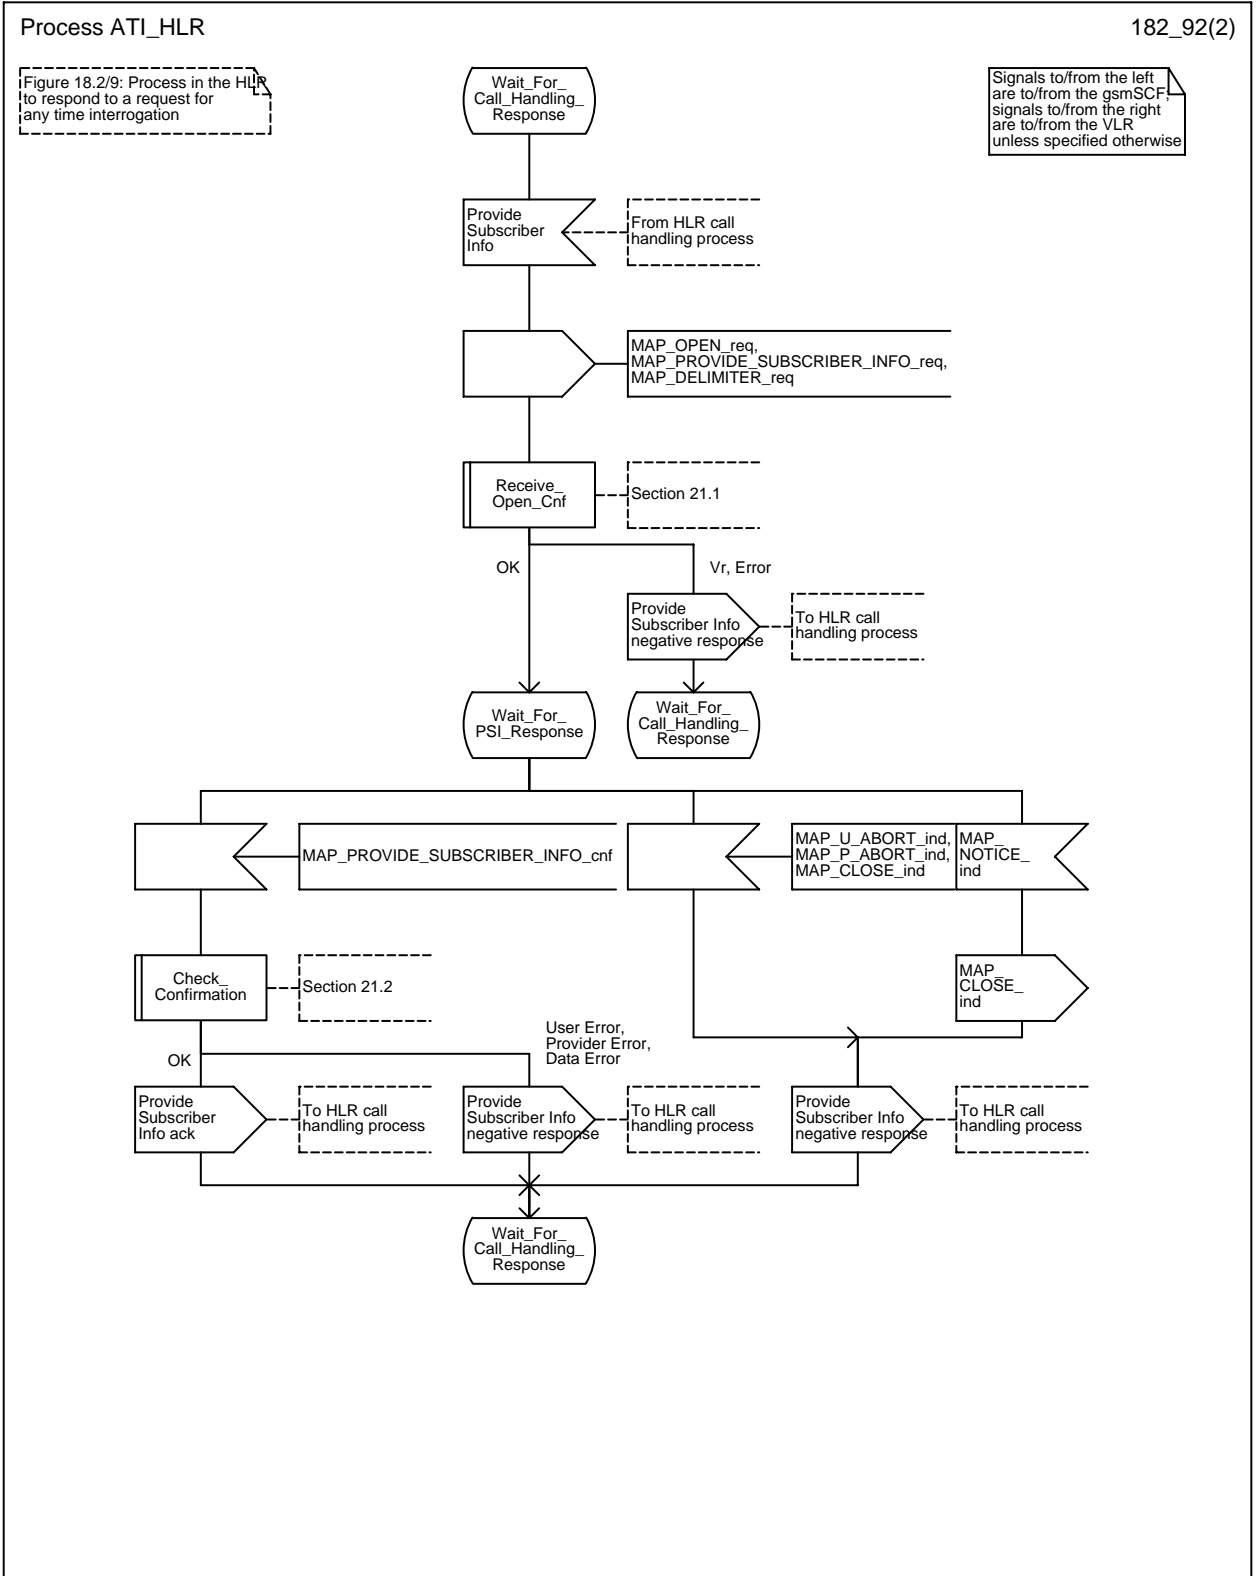 Process ATI_HLR
182_92(2)
Figure 18.2/9: Process in the HLR
to respond to a request for
any time interrogation
Wait_For_
Call_Handling_
Response
Signals to/from the left
are to/from the gsmSCF;
signals to/from the right
are to/from the VLR
unless specified otherwise
Provide
Subscriber
Info
From HLR call
handling process
MAP_OPEN_req,
MAP_PROVIDE_SUBSCRIBER_INFO_req,
MAP_DELIMITER_req
Receive_
Open_Cnf
Section 21.1
OK
Vr, Error
Provide
Subscriber Info
negative response
To HLR call
handling process
Wait_For_
PSI_Response
Wait_For_
Call_Handling_
Response
MAP_PROVIDE_SUBSCRIBER_INFO_cnf
MAP_U_ABORT_ind,
MAP_P_ABORT_ind,
MAP_CLOSE_ind
MAP_
NOTICE_
ind
Check_
Confirmation
Section 21.2
MAP_
CLOSE_
ind
OK
User Error,
Provider Error,
Data Error
Provide
Subscriber
Info ack
To HLR call
handling process
Provide
Subscriber Info
negative response
To HLR call
handling process
Provide
Subscriber Info
negative response
To HLR call
handling process
Wait_For_
Call_Handling_
Response